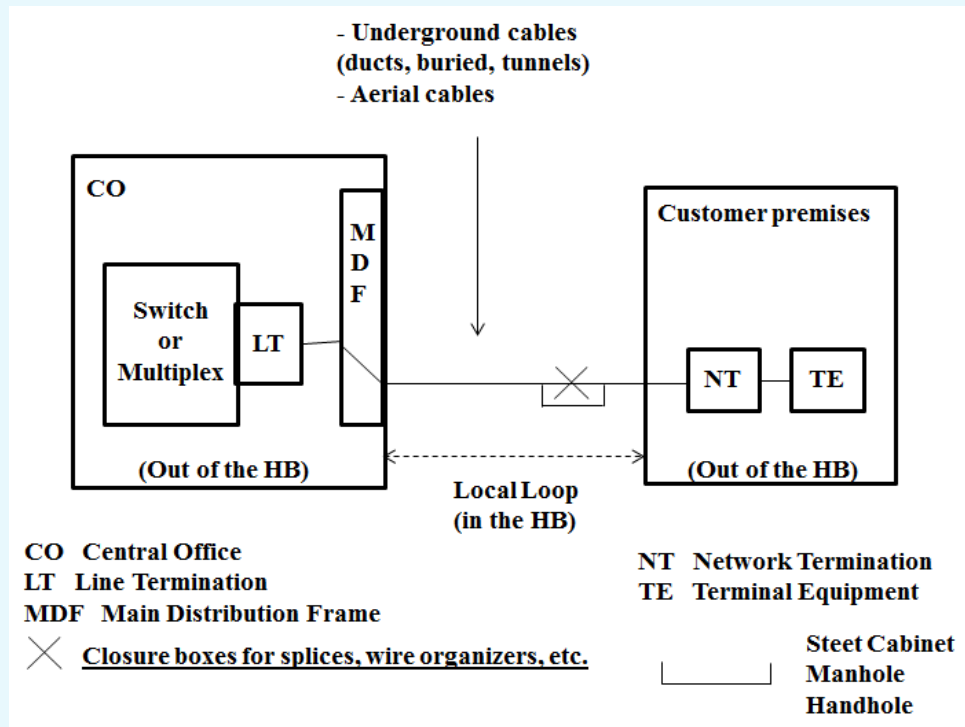 - Underground cables
(ducts, buried, tunnels)
- Aerial cables
CO
M
D
F
Switch
or
Multiplex
LT
(Out of the HB)
Customer premises
NT
TE
(Out of the HB)
Local Loop
(in the HB)
CO Central Office
LT Line Termination
MDF Main Distribution Frame
Closure boxes for splices, wire organizers, etc.
NT Network Termination
TE Terminal Equipment
Steet Cabinet
Manhole
Handhole